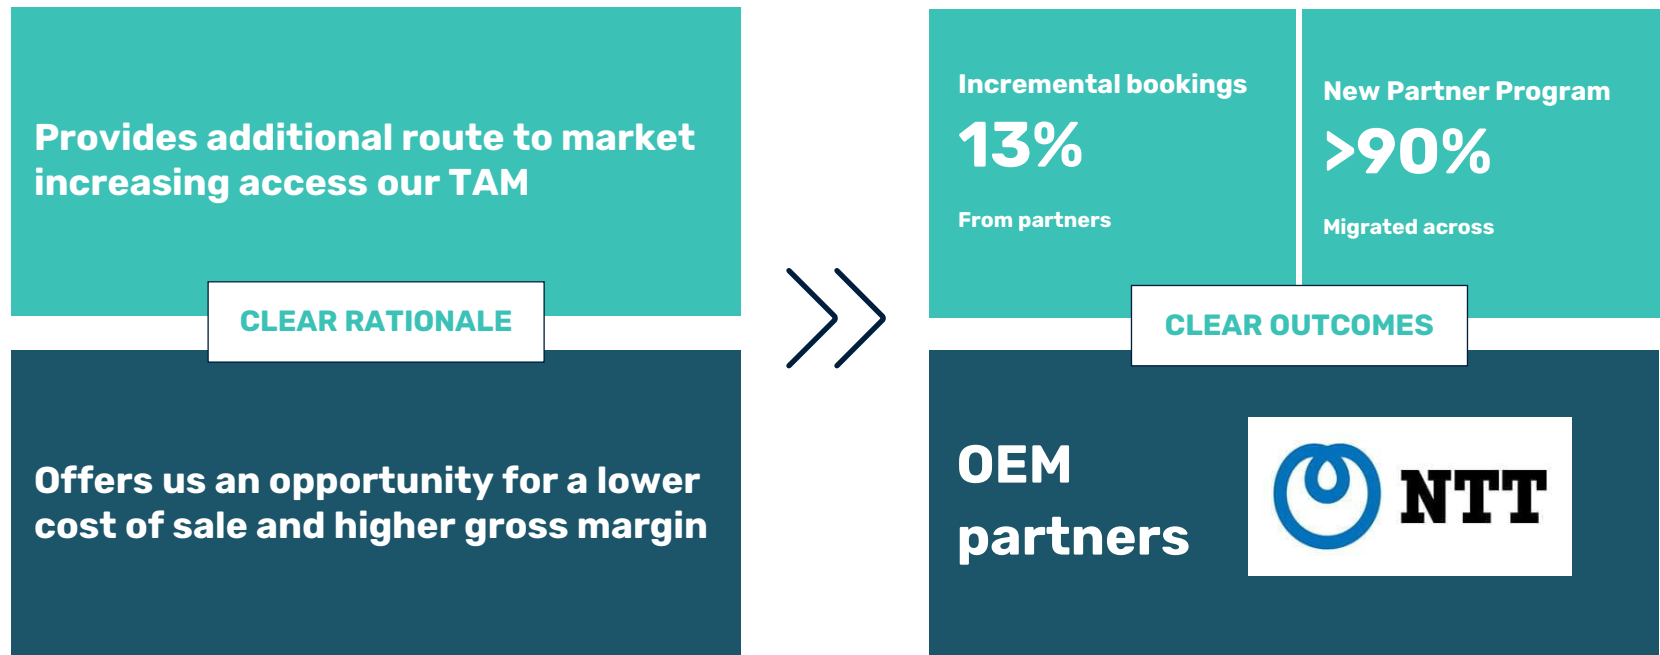 Provides additional route to market
increasing access our TAM
CLEAR RATIONALE
Offers us an opportunity for a lower
cost of sale and higher gross margin
Incremental bookings
13%
From partners
New Partner Program
>90%
Migrated across
CLEAR OUTCOMES
OEM
partners
NTT